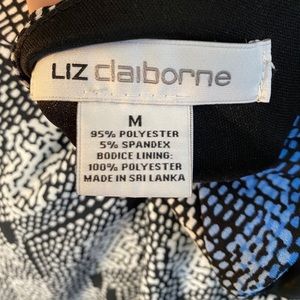 LIZ claiborne
M
95% POLYESTER
5% SPANDEX
BODICE LINING:
100% POLYESTER
MADE IN SRI LANKA